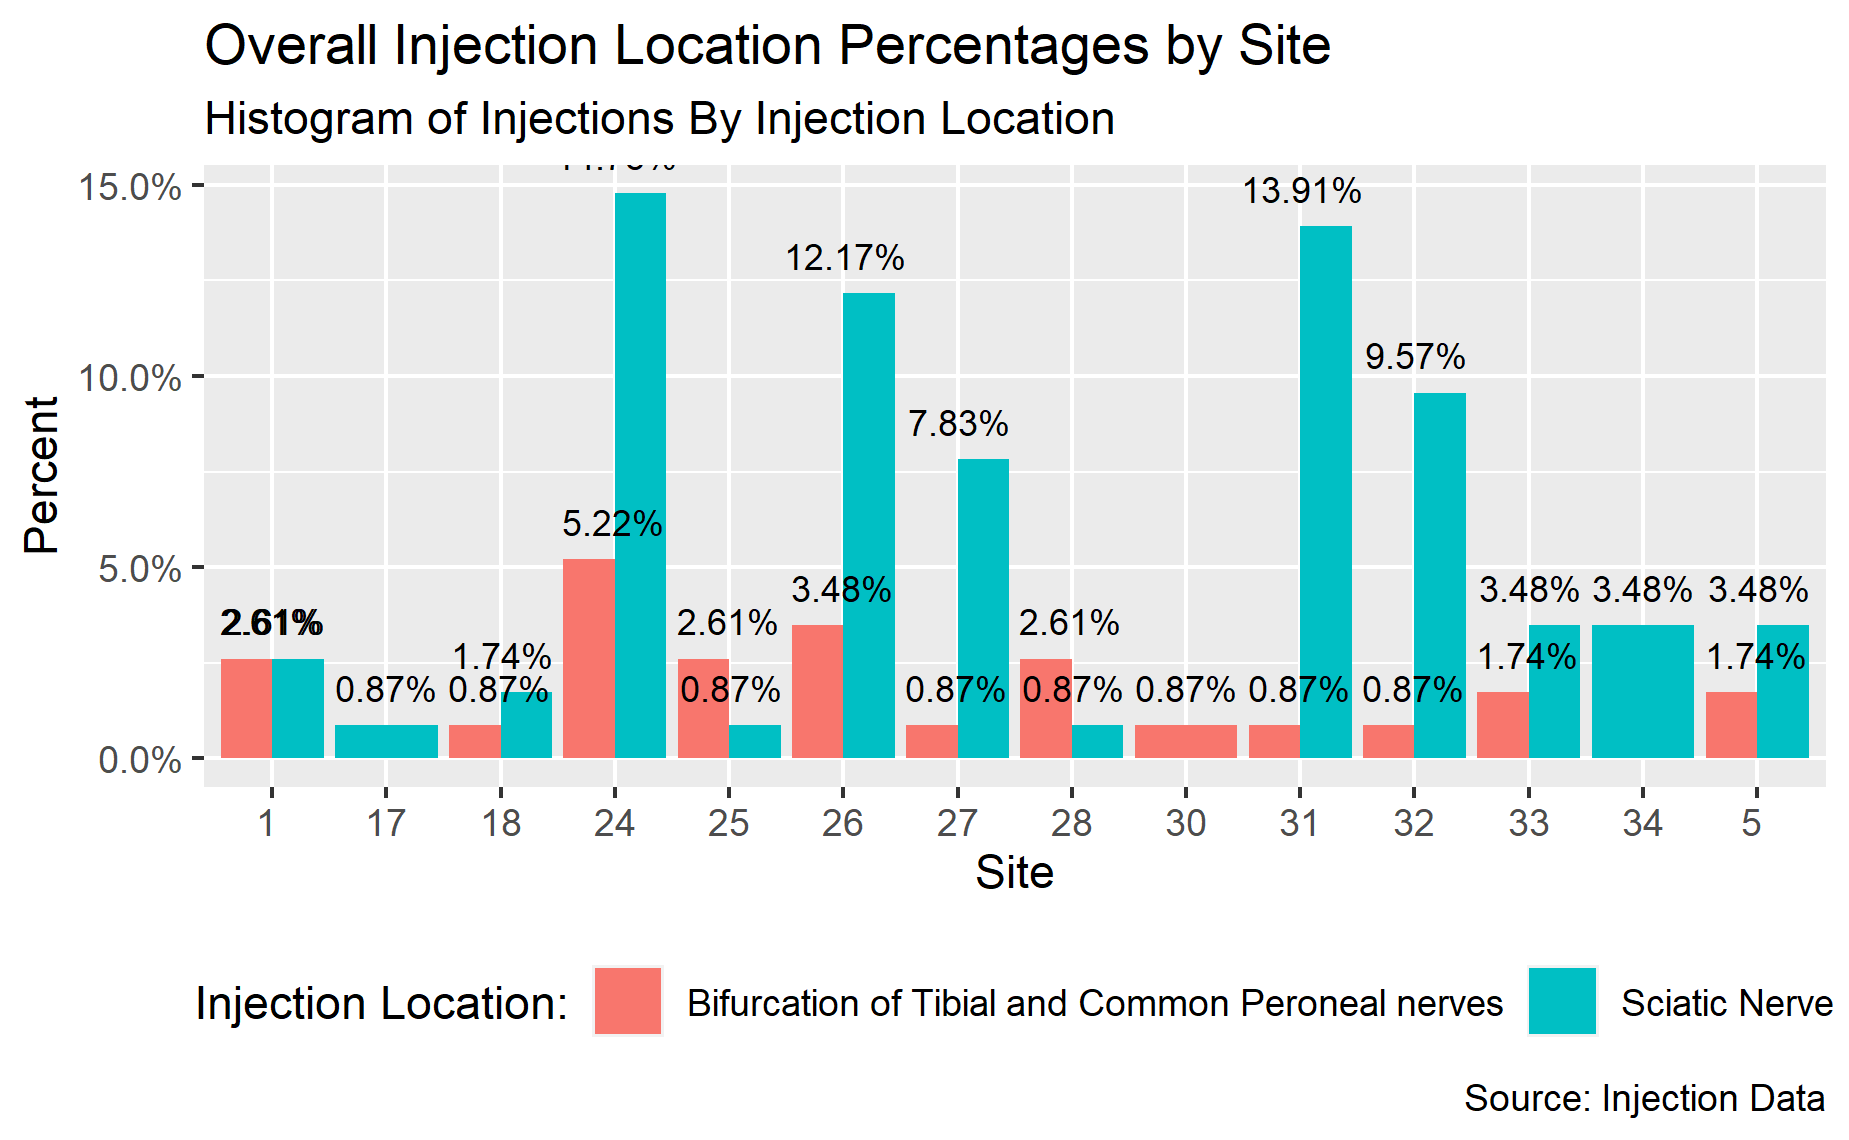 Overall Injection Location Percentages by Site
Histogram of Injections By Injection Location
15.0%
10.0%
5.0%
0.0%
Percent
13.91%
12.17%
9.57%
7.83%
5.22%
3.48% 3.48% 3.48% 3.48%
2.61% 2.61% 2.61% 2.61%
1.74% 1.74% 1.74%
0.87% 0.87% 0.87% 0.87% 0.87% 0.87% 0.87% 0.87%
1 17 18 24 25 26 27 28 30 31 32 33 34 5
Site
Injection Location: Bifurcation of Tibial and Common Peroneal nerves Sciatic Nerve
Source: Injection Data